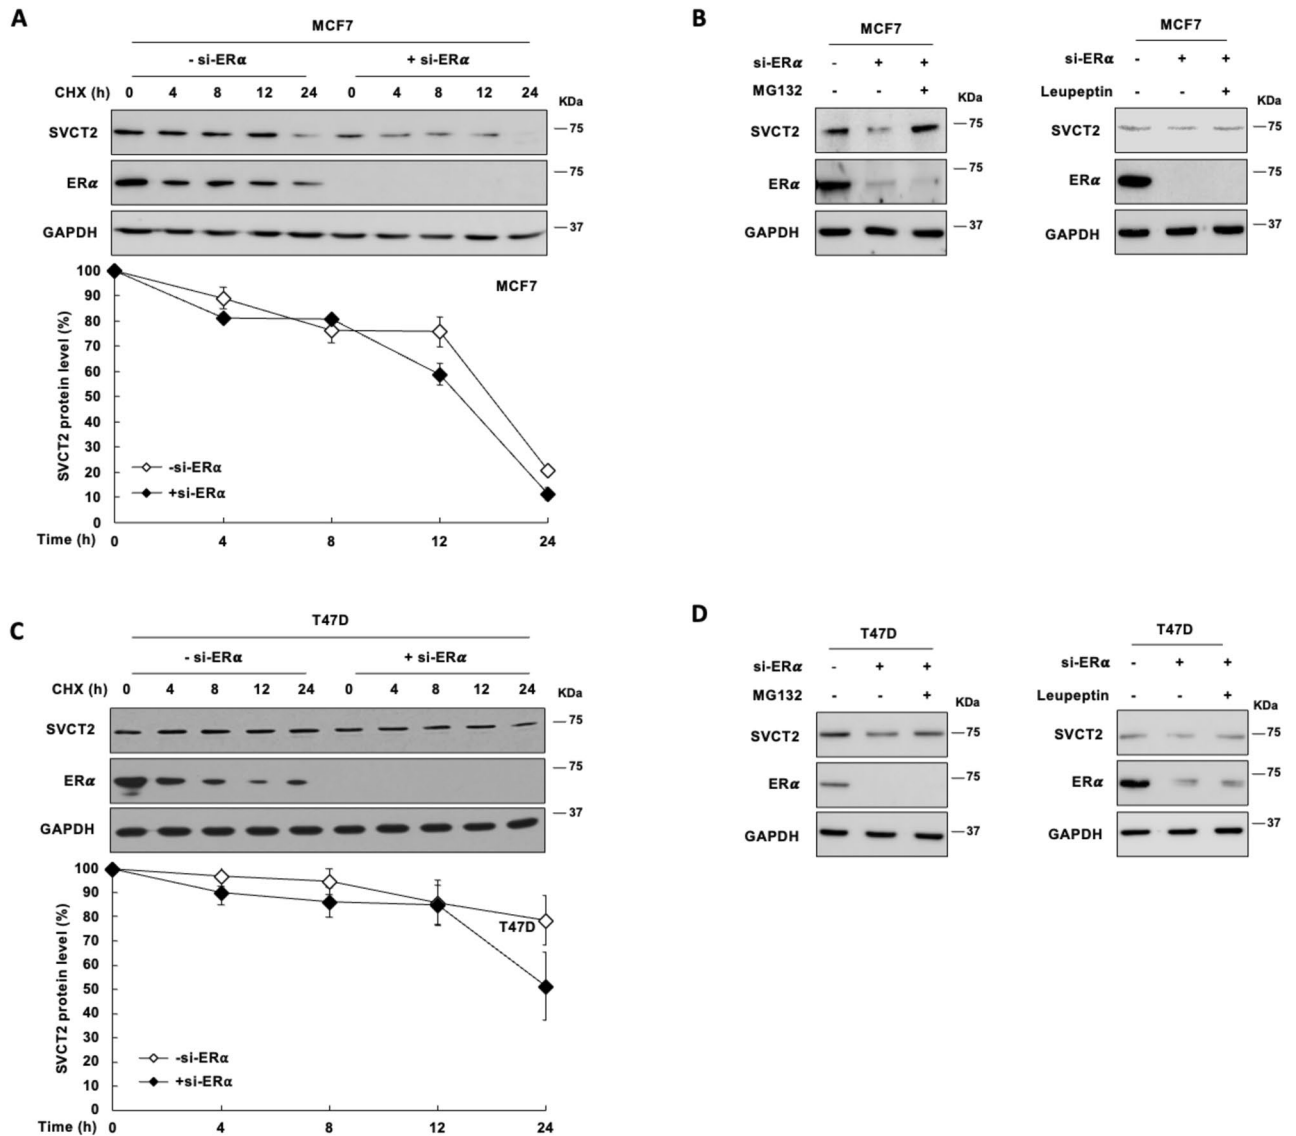 A
MCF7
- si-ERα + si-ERα
CHX (h) 0 4 8 12 24 0 4 8 12 24 KDa
SVCT2 —75
ERα —75
GAPDH —37
100
90
80
70
60
50
40
30
20
10
0
SVCT2 protein level (%)
MCF7
-si-ERα
+si-ERα
Time (h) 0 4 8 12 24
B
MCF7
si-ERα - + +
MG132 - - + KDa
SVCT2 —75
ERα —75
GAPDH —37
MCF7
si-ERα - + +
Leupeptin - - + KDa
SVCT2 —75
ERα —75
GAPDH —37
C
T47D
- si-ERα + si-ERα
CHX (h) 0 4 8 12 24 0 4 8 12 24 KDa
SVCT2 —75
ERα —75
GAPDH —37
100
90
80
70
60
50
40
30
20
10
0
SVCT2 protein level (%)
T47D
-si-ERα
+si-ERα
Time (h) 0 4 8 12 24
D
T47D
si-ERα - + +
MG132 - - + KDa
SVCT2 —75
ERα —75
GAPDH —37
T47D
si-ERα - + +
Leupeptin - - + KDa
SVCT2 —75
ERα —75
GAPDH —37